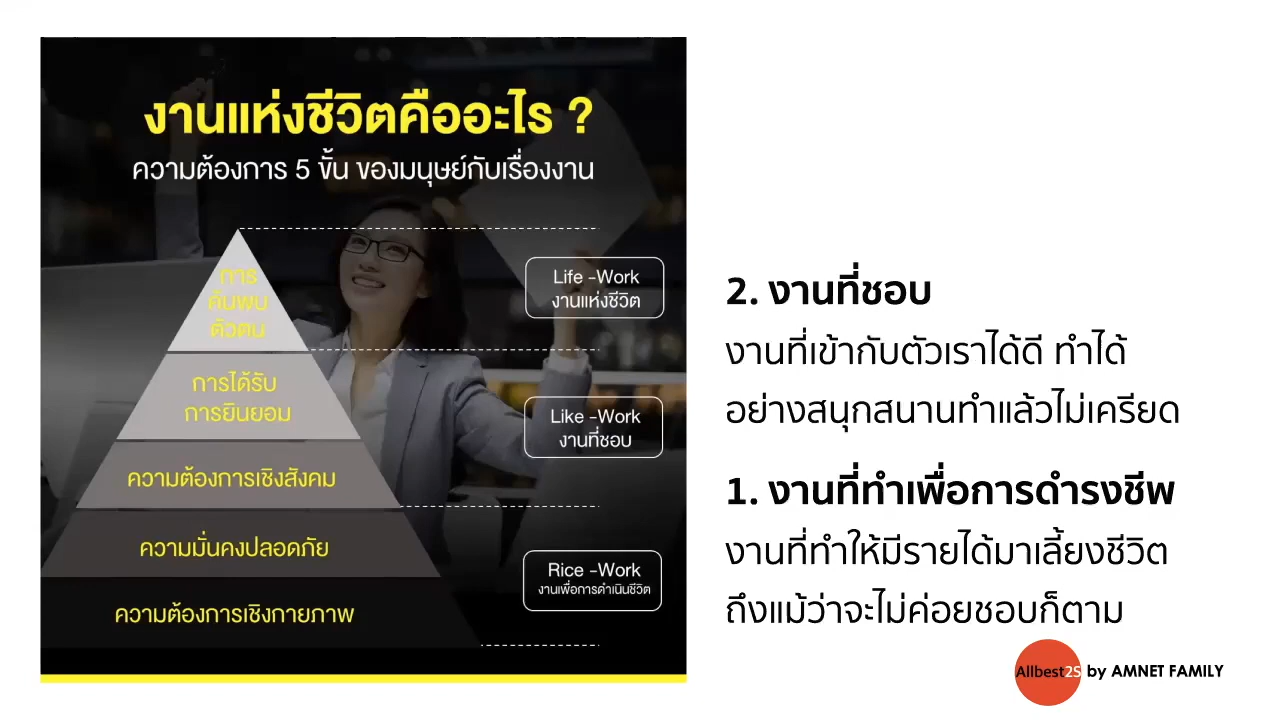 งานแห่งชีวิตคืออะไร ?
ความต้องการ 5 ขั้น ของมนุษย์กับเรื่องงาน
การ
ค้นพบ
ตัวตน
การได้รับ
การยินยอม
ความต้องการเชิงสังคม
ความมั่นคงปลอดภัย
ความต้องการเชิงกายภาพ
Life -Work
งานแห่งชีวิต
Like -Work
งานที่ชอบ
Rice -Work
งานเพื่อการดำเนินชีวิต
2. งานที่ชอบ
งานที่เข้ากับตัวเราได้ดี ทำได้
อย่างสนุกสนานทำแล้วไม่เครียด
1. งานที่ทำเพื่อการดำรงชีพ
งานที่ทำให้มีรายได้มาเลี้ยงชีวิต
ถึงแม้ว่าจะไม่ค่อยชอบก็ตาม
Allbest2S by AMNET FAMILY